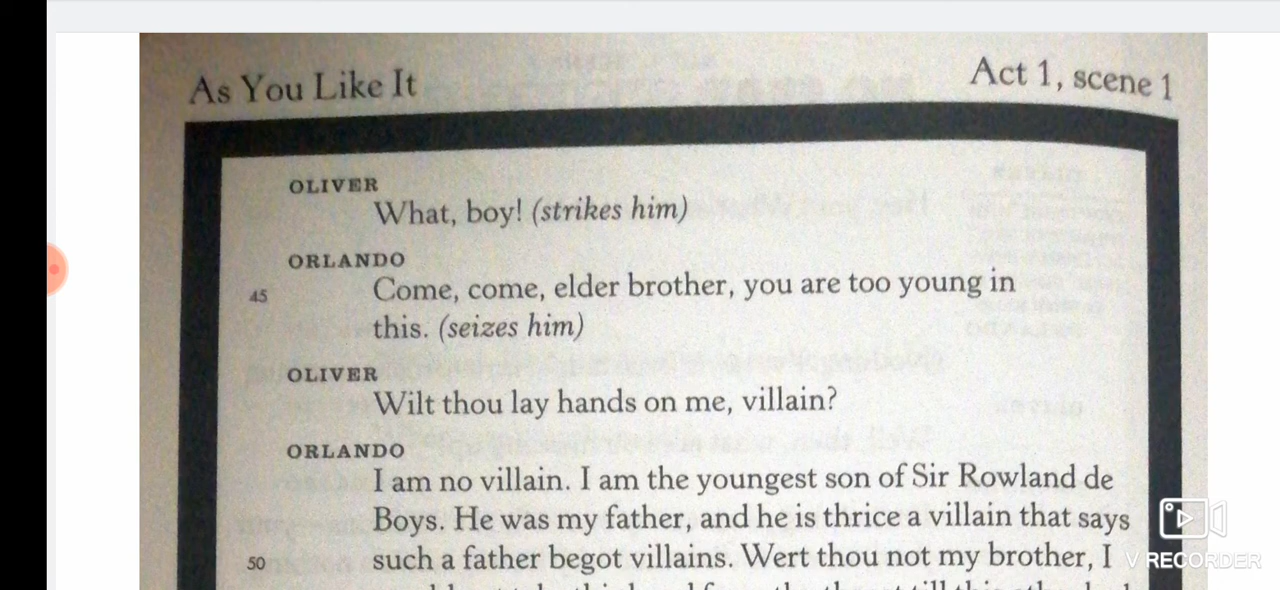 As You Like It
Act 1, scene 1
OLIVER
What, boy! (strikes him)
ORLANDO
45 Come, come, elder brother, you are too young in
this. (seizes him)
OLIVER
Wilt thou lay hands on me, villain?
ORLANDO
I am no villain. I am the youngest son of Sir Rowland de
Boys. He was my father, and he is thrice a villain that says
50 such a father begot villains. Wert thou not my brother, I
V RECORDER